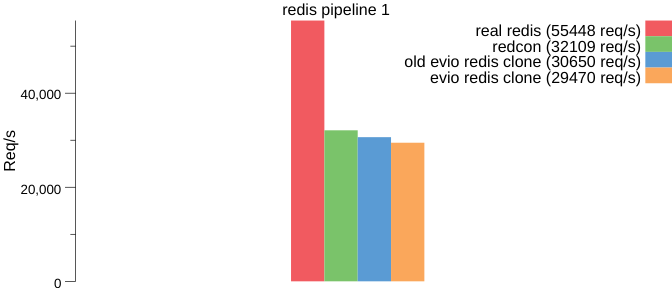 redis pipeline 1
real redis (55448 req/s)
redcon (32109 req/s)
old evio redis clone (30650 req/s)
evio redis clone (29470 req/s)
Req/s
40,000
20,000
0